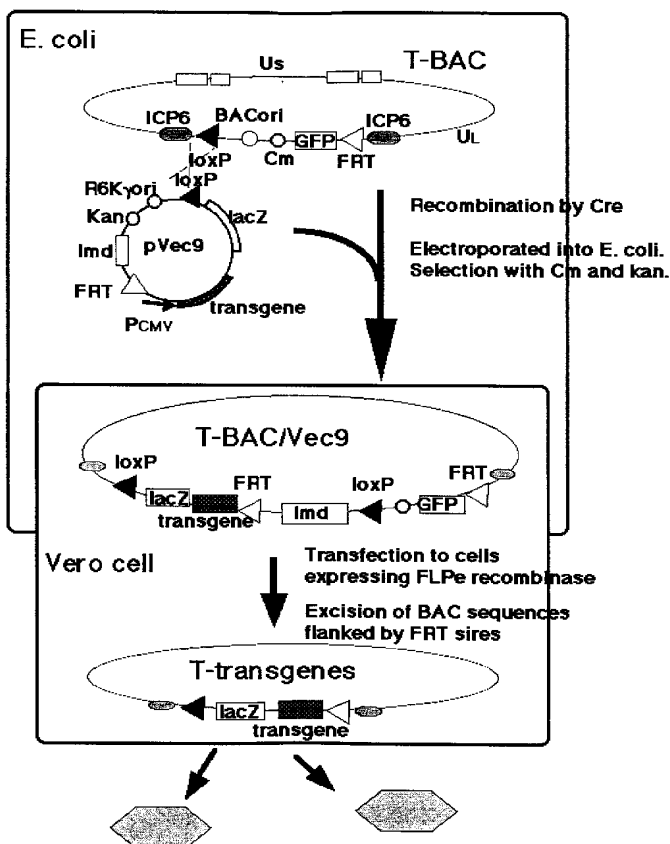 E. coli
Us
T-BAC
ICP6
BACori
ICP6
UL
Cm
GFP
FRT
loxP
loxP
R6Kγori
Kan
lacZ
pVec9
lmd
FRT
transgene
PCMV
Recombination by Cre
Electroporated into E. coli.
Selection with Cm and kan.
T-BAC/Vec9
loxP
FRT
loxP
FRT
lacZ
GFP
lmd
transgene
Vero cell
Transfection to cells
expressing FLPe recombinase
Excision of BAC sequences
flanked by FRT sires
T-transgenes
lacZ
transgene